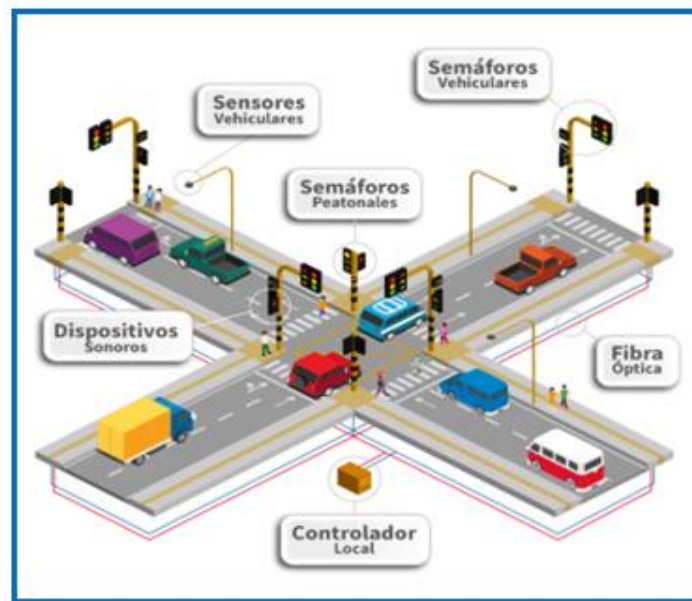 Semáforos
Vehiculares
Sensores
Vehiculares
Semáforos
Peatonales
Dispositivos
Sonoros
Fibra
Óptica
Controlador
Local